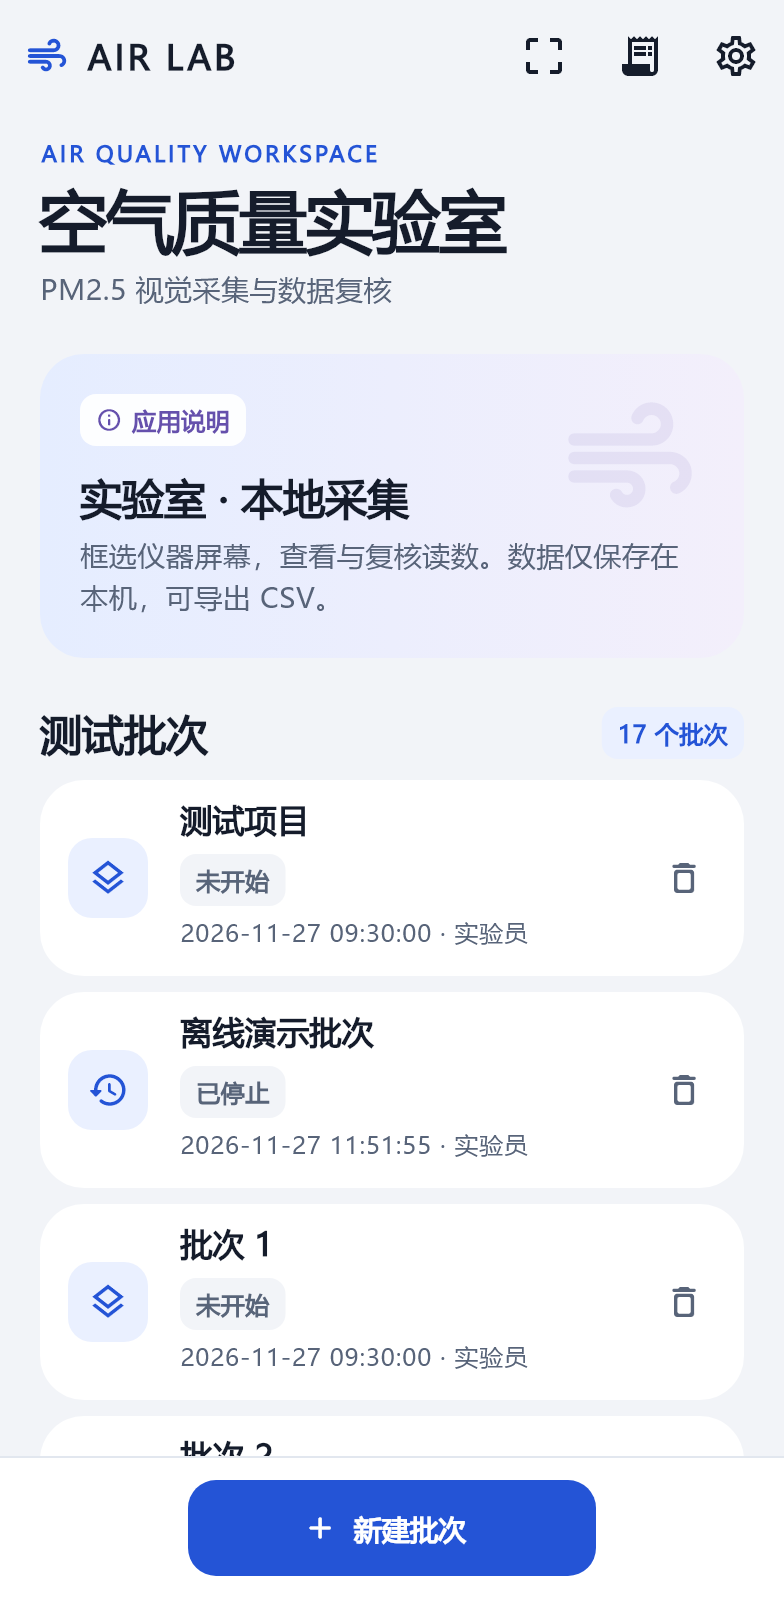 AIR LAB
AIR QUALITY WORKSPACE
空气质量实验室
PM2.5 视觉采集与数据复核
应用说明
实验室 · 本地采集
框选仪器屏幕，查看与复核读数。数据仅保存在
本机，可导出 CSV。
测试批次
17 个批次
测试项目
未开始
2026-11-27 09:30:00 · 实验员
离线演示批次
已停止
2026-11-27 11:51:55 · 实验员
批次 1
未开始
2026-11-27 09:30:00 · 实验员
批次 2
新建批次